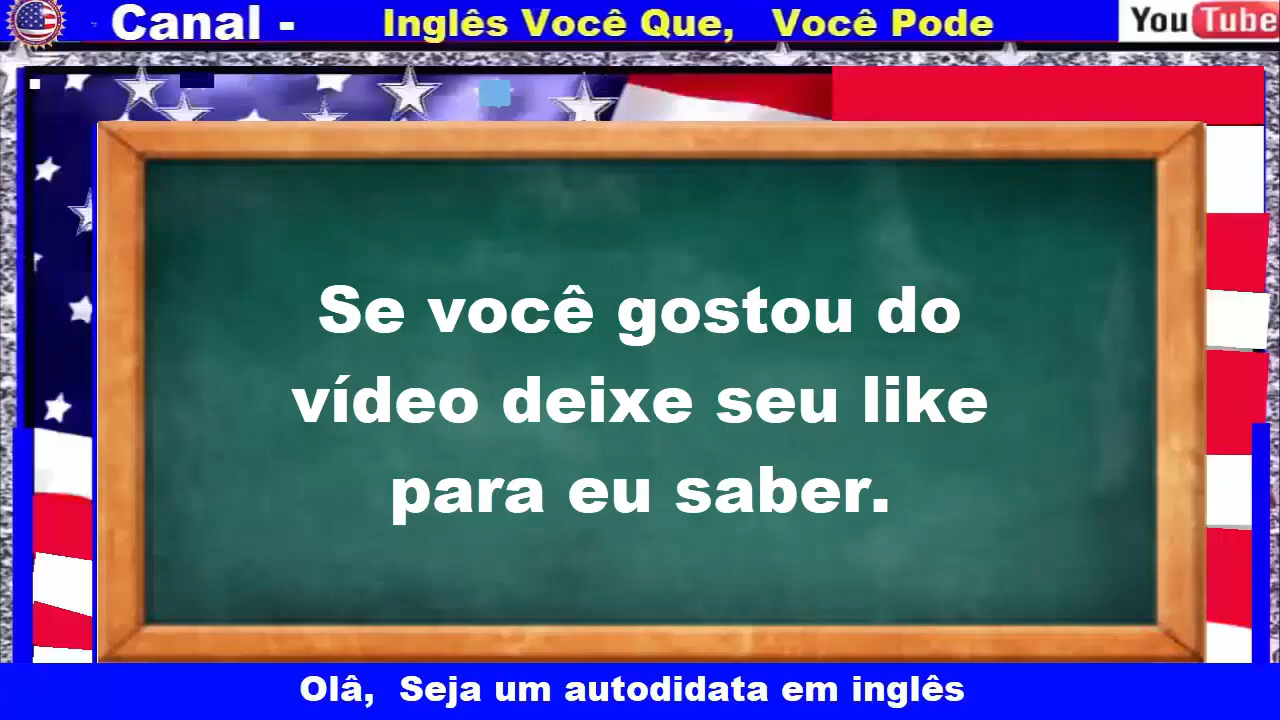 Canal - Inglês Você Que, Você Pode YouTube
Se você gostou do
vídeo deixe seu like
para eu saber.
Olâ, Seja um autodidata em inglês